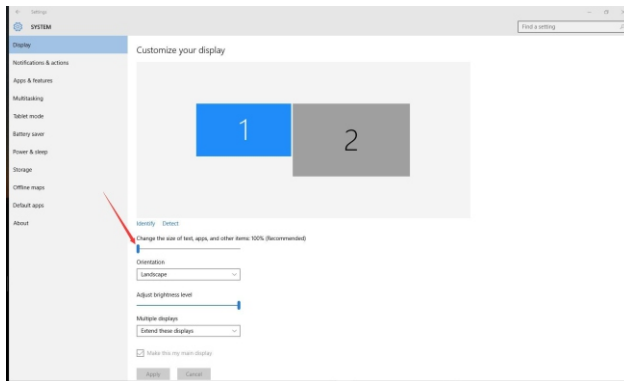 Settings
SYSTEM
Find a setting
Display
Notifications & actions
Apps & features
Multitasking
Tablet mode
Battery saver
Power & sleep
Storage
Offline maps
Default apps
About
Customize your display
1
2
Identify Detect
Change the size of text, apps, and other items: 100% (Recommended)
Orientation
Landscape
Adjust brightness level
Multiple displays
Extend these displays
Make this my main display
Apply Cancel